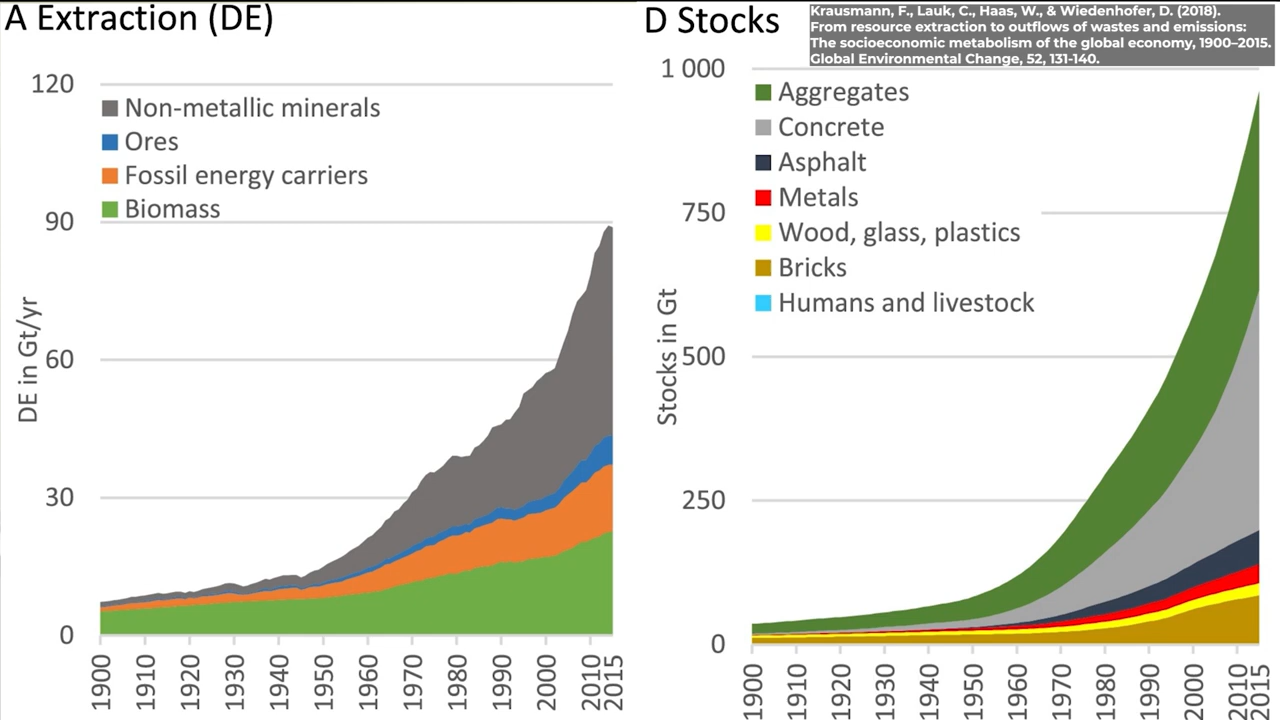 A Extraction (DE)
120
90
60
30
0
DE in Gt/yr
Non-metallic minerals
Ores
Fossil energy carriers
Biomass
1900
1910
1920
1930
1940
1950
1960
1970
1980
1990
2000
2015
2015
D Stocks
Krausmann, F., Lauk, C., Haas, W., & Wiedenhofer, D. (2018).
From resource extraction to outflows of wastes and emissions:
The socioeconomic metabolism of the global economy, 1900–2015.
Global Environmental Change, 52, 131-140.
1 000
750
500
250
0
Stocks in Gt
Aggregates
Concrete
Asphalt
Metals
Wood, glass, plastics
Bricks
Humans and livestock
1900
1910
1920
1930
1940
1950
1960
1970
1980
1990
2000
2010
2015